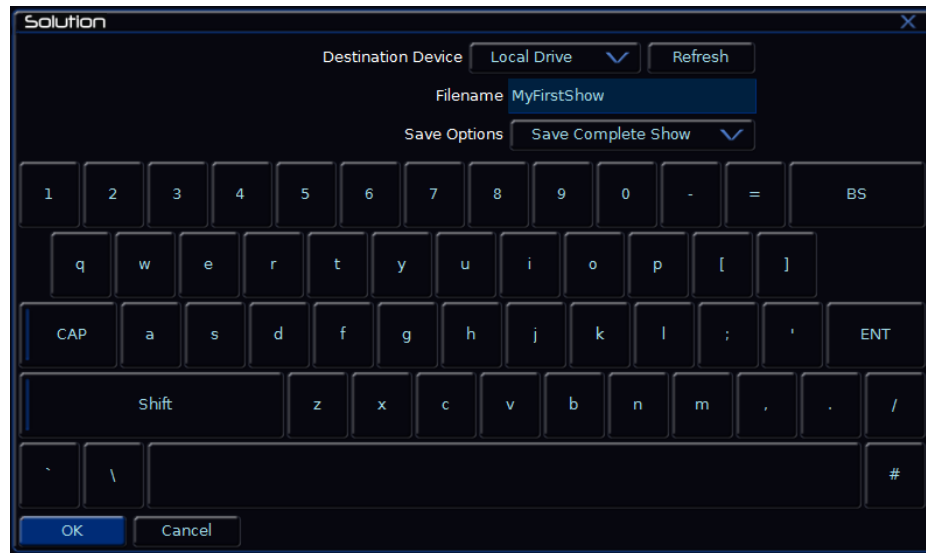 Solution X
Destination Device Local Drive Refresh
Filename MyFirstShow
Save Options Save Complete Show
1 2 3 4 5 6 7 8 9 0 - = BS
q w e r t y u i o p [ ]
CAP a s d f g h j k l ; ' ENT
Shift z x c v b n m , . /
` \ #
OK Cancel